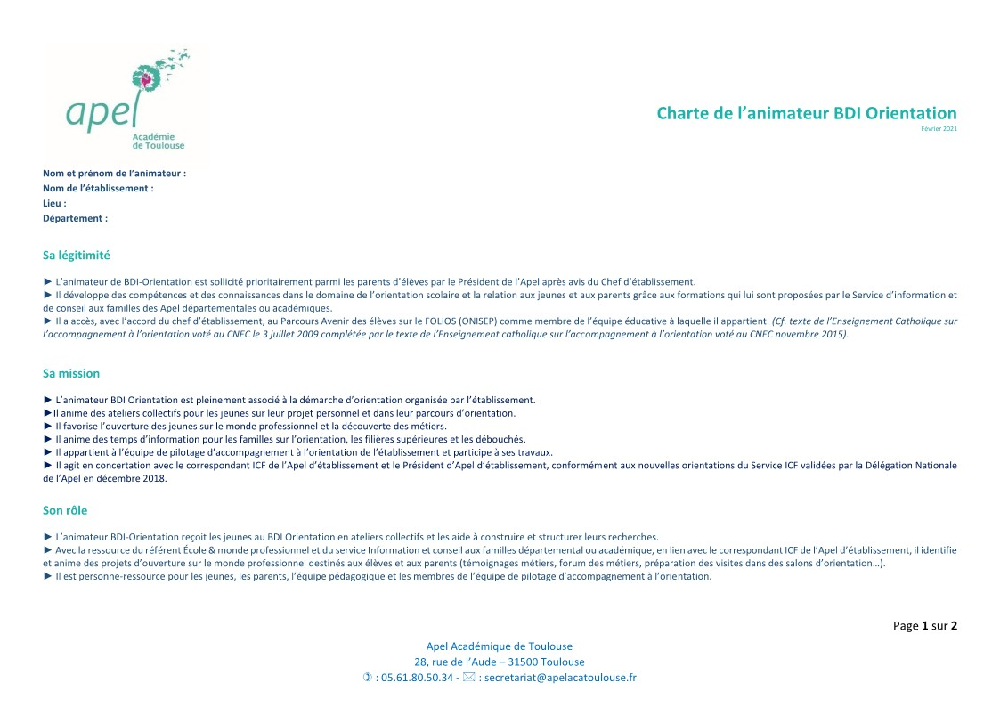 apel
Académie
de Toulouse
Charte de l’animateur BDI Orientation
Février 2021
Nom et prénom de l’animateur :
Nom de l’établissement :
Lieu :
Département :
Sa légitimité
► L’animateur de BDI-Orientation est sollicité prioritairement parmi les parents d’élèves par le Président de l’Apel après avis du Chef d’établissement.
► Il développe des compétences et des connaissances dans le domaine de l’orientation scolaire et la relation aux jeunes et aux parents grâce aux formations qui lui sont proposées par le Service d’information et
de conseil aux familles des Apel départementales ou académiques.
► Il a accès, avec l’accord du chef d’établissement, au Parcours Avenir des élèves sur le FOLIOS (ONISEP) comme membre de l’équipe éducative à laquelle il appartient. (Cf. texte de l’Enseignement Catholique sur
l’accompagnement à l’orientation voté au CNEC le 3 juillet 2009 complétée par le texte de l’Enseignement catholique sur l’accompagnement à l’orientation voté au CNEC novembre 2015).
Sa mission
► L’animateur BDI Orientation est pleinement associé à la démarche d’orientation organisée par l’établissement.
►Il anime des ateliers collectifs pour les jeunes sur leur projet personnel et dans leur parcours d’orientation.
► Il favorise l’ouverture des jeunes sur le monde professionnel et la découverte des métiers.
► Il anime des temps d’information pour les familles sur l’orientation, les filières supérieures et les débouchés.
► Il appartient à l’équipe de pilotage d’accompagnement à l’orientation de l’établissement et participe à ses travaux.
► Il agit en concertation avec le correspondant ICF de l’Apel d’établissement et le Président d’Apel d’établissement, conformément aux nouvelles orientations du Service ICF validées par la Délégation Nationale
de l’Apel en décembre 2018.
Son rôle
► L’animateur BDI-Orientation reçoit les jeunes au BDI Orientation en ateliers collectifs et les aide à construire et structurer leurs recherches.
► Avec la ressource du référent École & monde professionnel et du service Information et conseil aux familles départemental ou académique, en lien avec le correspondant ICF de l’Apel d’établissement, il identifie
et anime des projets d’ouverture sur le monde professionnel destinés aux élèves et aux parents (témoignages métiers, forum des métiers, préparation des visites dans des salons d’orientation…).
► Il est personne-ressource pour les jeunes, les parents, l’équipe pédagogique et les membres de l’équipe de pilotage d’accompagnement à l’orientation.
Page 1 sur 2
Apel Académique de Toulouse
28, rue de l’Aude – 31500 Toulouse
✆ : 05.61.80.50.34 - ✉ : secretariat@apelacatoulouse.fr